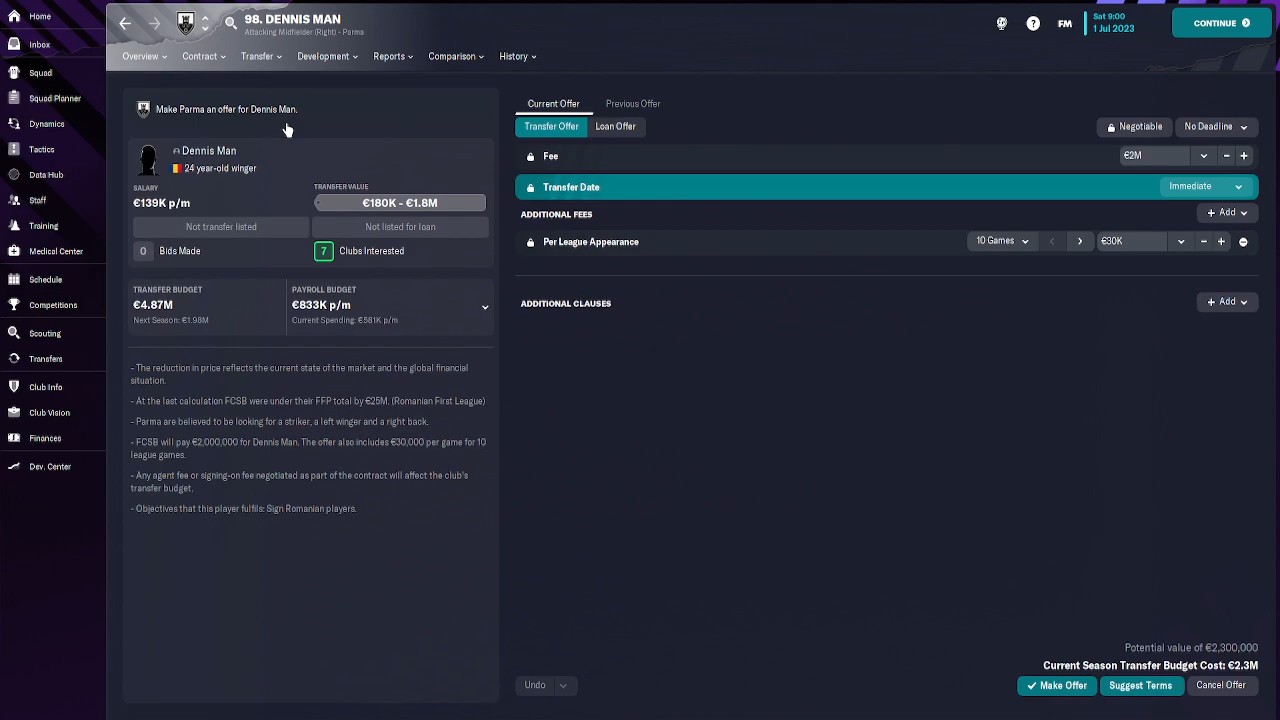 98. DENNIS MAN
Attacking Midfielder (Right) - Parma
FM
Sat 9:00
1 Jul 2023
CONTINUE
Overview
Contract
Transfer
Development
Reports
Comparison
History
Home
Inbox
Squad
Squad Planner
Dynamics
Tactics
Data Hub
Staff
Training
Medical Center
Schedule
Competitions
Scouting
Transfers
Club Info
Club Vision
Finances
Dev. Center
Make Parma an offer for Dennis Man.
Dennis Man
24 year-old winger
SALARY
€139K p/m
TRANSFER VALUE
€180K - €1.8M
Not transfer listed
Not listed for loan
0 Bids Made
7 Clubs Interested
TRANSFER BUDGET
€4.87M
Next Season: €1.98M
PAYROLL BUDGET
€833K p/m
Current Spending: €561K p/m
- The reduction in price reflects the current state of the market and the global financial
situation.
- At the last calculation FCSB were under their FFP total by €25M. (Romanian First League)
- Parma are believed to be looking for a striker, a left winger and a right back.
- FCSB will pay €2,000,000 for Dennis Man. The offer also includes €30,000 per game for 10
league games.
- Any agent fee or signing-on fee negotiated as part of the contract will affect the club's
transfer budget.
- Objectives that this player fulfils: Sign Romanian players.
Current Offer
Previous Offer
Transfer Offer
Loan Offer
Negotiable
No Deadline
Fee
€2M
Transfer Date
Immediate
ADDITIONAL FEES
Add
Per League Appearance
10 Games
€30K
ADDITIONAL CLAUSES
Add
Potential value of €2,300,000
Current Season Transfer Budget Cost: €2.3M
Undo
Make Offer
Suggest Terms
Cancel Offer